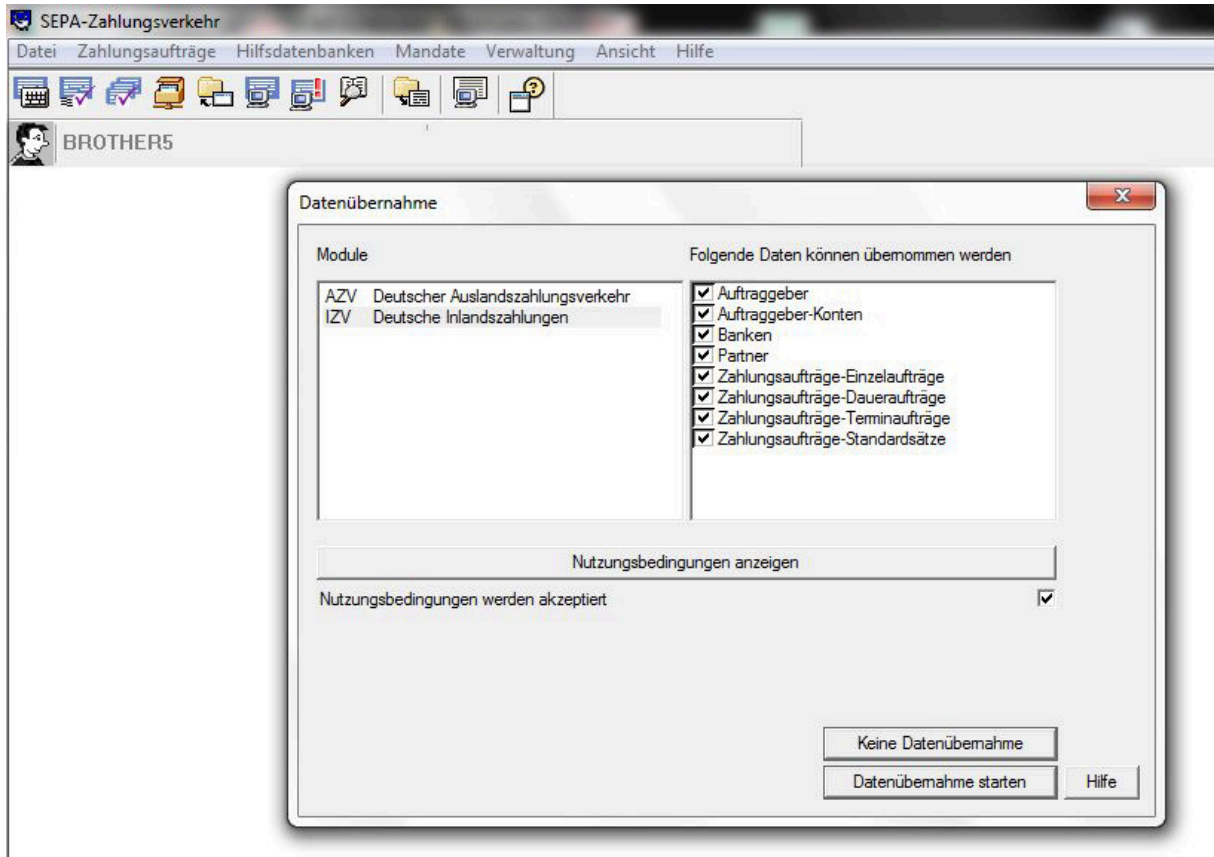 SEPA-Zahlungsverkehr
Datei Zahlungsaufträge Hilfsdatenbanken Mandate Verwaltung Ansicht Hilfe
BROTHER5
Datenübernahme
Module
Folgende Daten können übernommen werden
AZV Deutscher Auslandszahlungsverkehr
IZV Deutsche Inlandszahlungen
Auftraggeber
Auftraggeber-Konten
Banken
Partner
Zahlungsaufträge-Einzelaufträge
Zahlungsaufträge-Daueraufträge
Zahlungsaufträge-Terminaufträge
Zahlungsaufträge-Standardsätze
Nutzungsbedingungen anzeigen
Nutzungsbedingungen werden akzeptiert
Keine Datenübernahme
Datenübernahme starten Hilfe